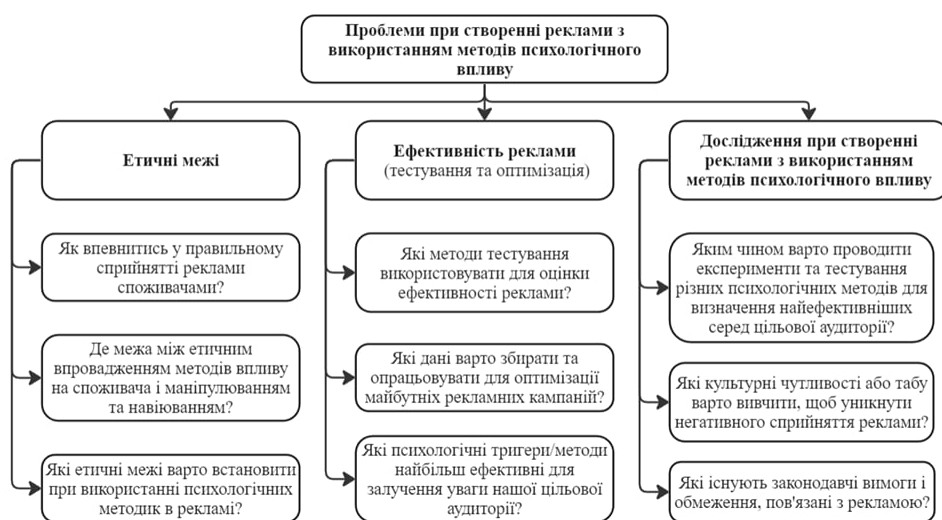 Проблеми при створенні реклами з
використанням методів психологічного
впливу
Етичні межі
Як впевнитись у правильному
сприйнятті реклами
споживачами?
Де межа між етичним
впровадженням методів впливу
на споживача і маніпулюванням
та навіюванням?
Які етичні межі варто встановити
при використанні психологічних
методик в рекламі?
Ефективність реклами
(тестування та оптимізація)
Які методи тестування
використовувати для оцінки
ефективності реклами?
Які дані варто збирати та
опрацьовувати для оптимізації
майбутніх рекламних кампаній?
Які психологічні тригери/методи
найбільш ефективні для
залучення уваги нашої цільової
аудиторії?
Дослідження при створенні
реклами з використанням
методів психологічного впливу
Яким чином варто проводити
експерименти та тестування
різних психологічних методів для
визначення найефективніших
серед цільової аудиторії?
Які культурні чутливості або табу
варто вивчити, щоб уникнути
негативного сприйняття реклами?
Які існують законодавчі вимоги і
обмеження, пов'язані з рекламою?